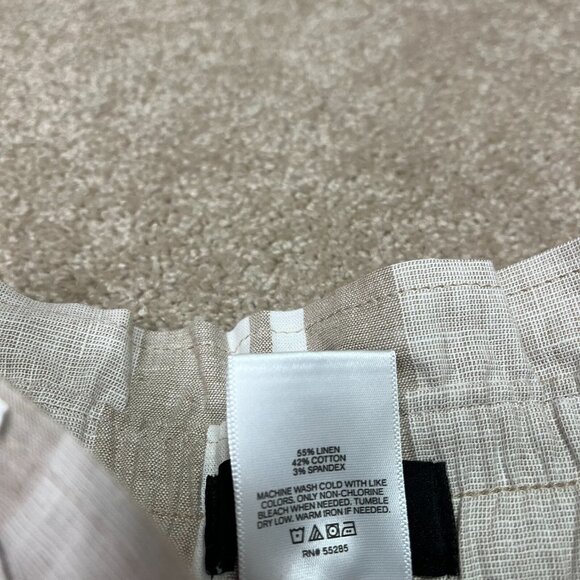 55% LINEN
42% COTTON
3% SPANDEX
MACHINE WASH COLD WITH LIKE
COLORS. ONLY NON-CHLORINE
BLEACH WHEN NEEDED. TUMBLE
DRY LOW. WARM IRON IF NEEDED.
RN# 55285